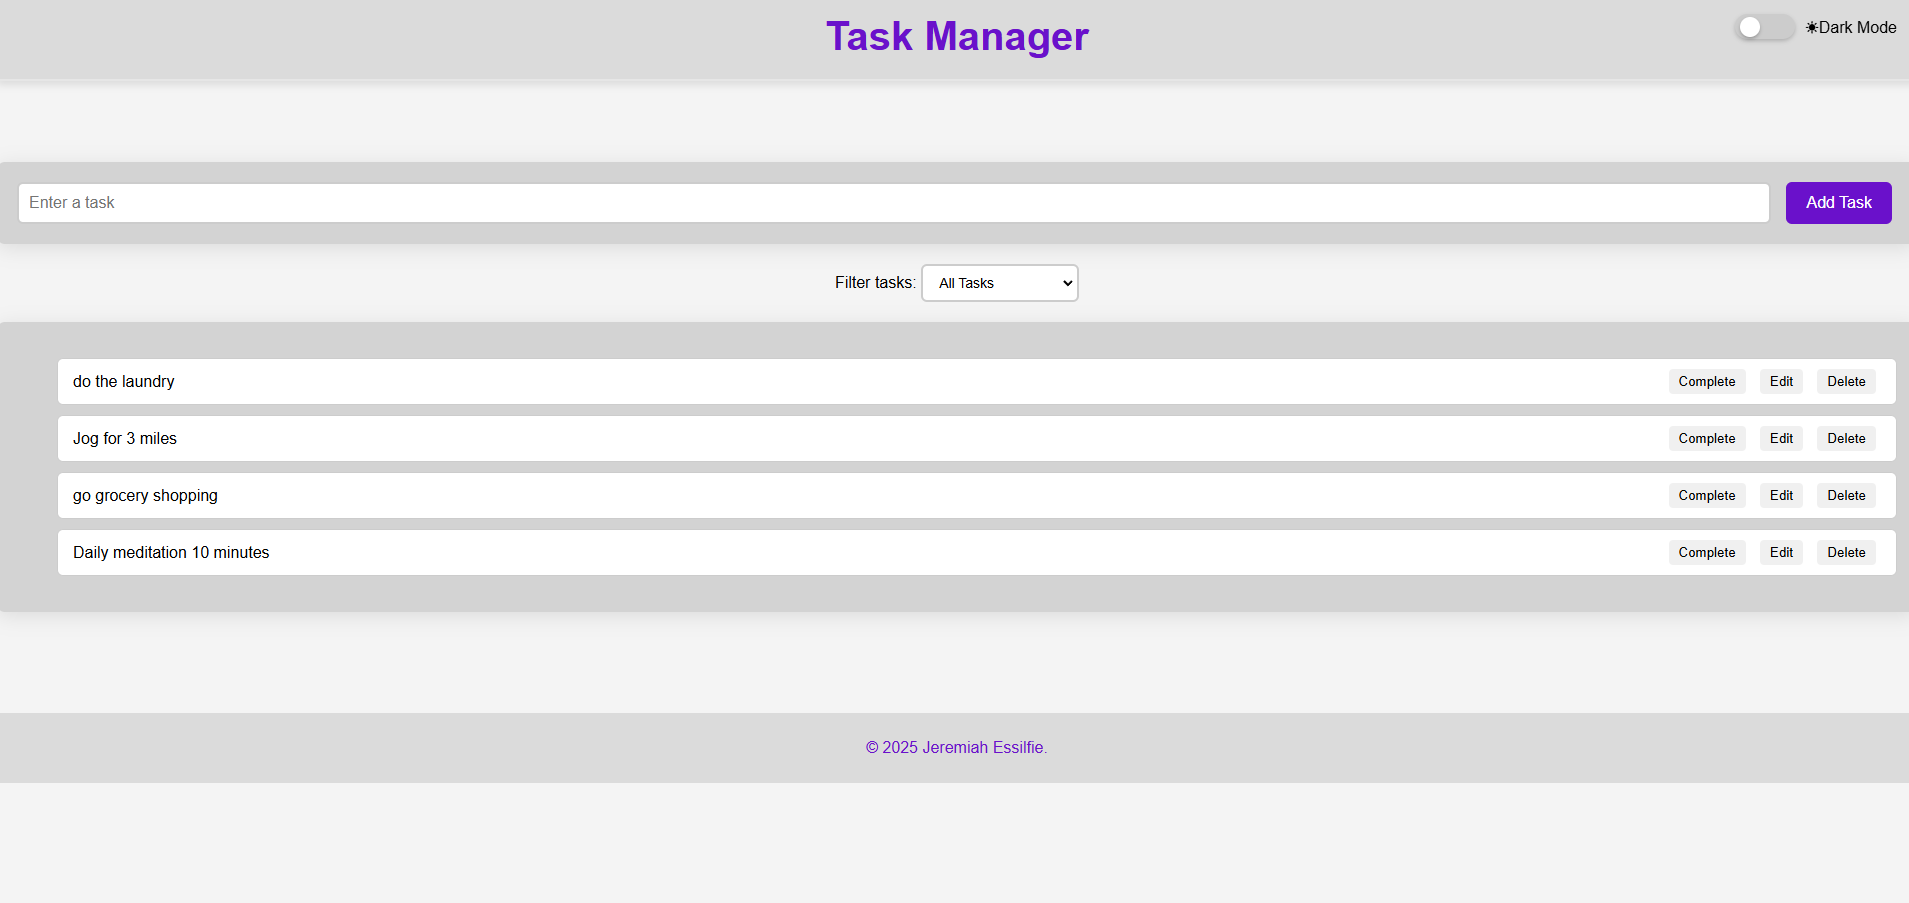 Task Manager
☀Dark Mode
Enter a task
Add Task
Filter tasks: All Tasks
do the laundry Complete Edit Delete
Jog for 3 miles Complete Edit Delete
go grocery shopping Complete Edit Delete
Daily meditation 10 minutes Complete Edit Delete
© 2025 Jeremiah Essilfie.